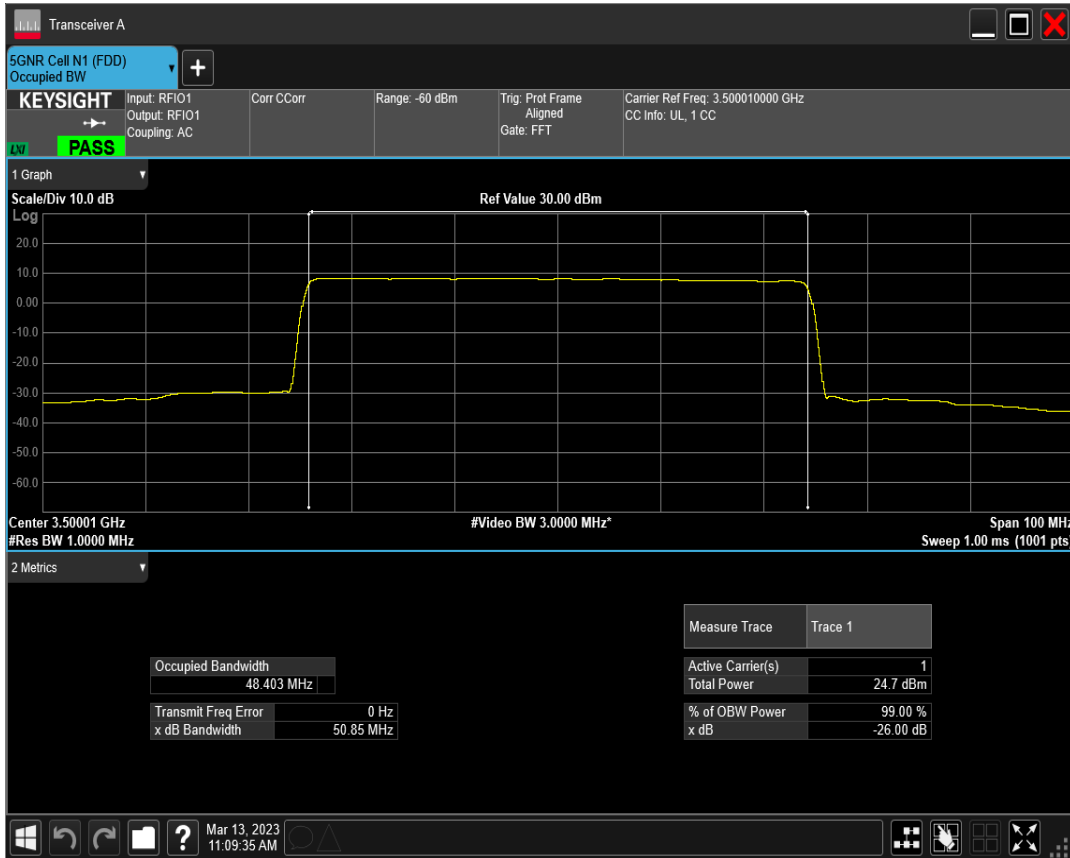 Transceiver A
5GNR Cell N1 (FDD)
Occupied BW
+
KEYSIGHT
LXI
PASS
Input: RFIO1
Output: RFIO1
Coupling: AC
Corr CCorr
Range: -60 dBm
Trig: Prot Frame
Aligned
Gate: FFT
Carrier Ref Freq: 3.500010000 GHz
CC Info: UL, 1 CC
1 Graph
Scale/Div 10.0 dB
Ref Value 30.00 dBm
Log
20.0
10.0
0.00
-10.0
-20.0
-30.0
-40.0
-50.0
-60.0
Center 3.50001 GHz
#Video BW 3.0000 MHz*
Span 100 MHz
#Res BW 1.0000 MHz
Sweep 1.00 ms (1001 pts)
2 Metrics
Measure Trace Trace 1
Occupied Bandwidth
48.403 MHz
Active Carrier(s) 1
Total Power 24.7 dBm
Transmit Freq Error 0 Hz
x dB Bandwidth 50.85 MHz
% of OBW Power 99.00 %
x dB -26.00 dB
?
Mar 13, 2023
11:09:35 AM